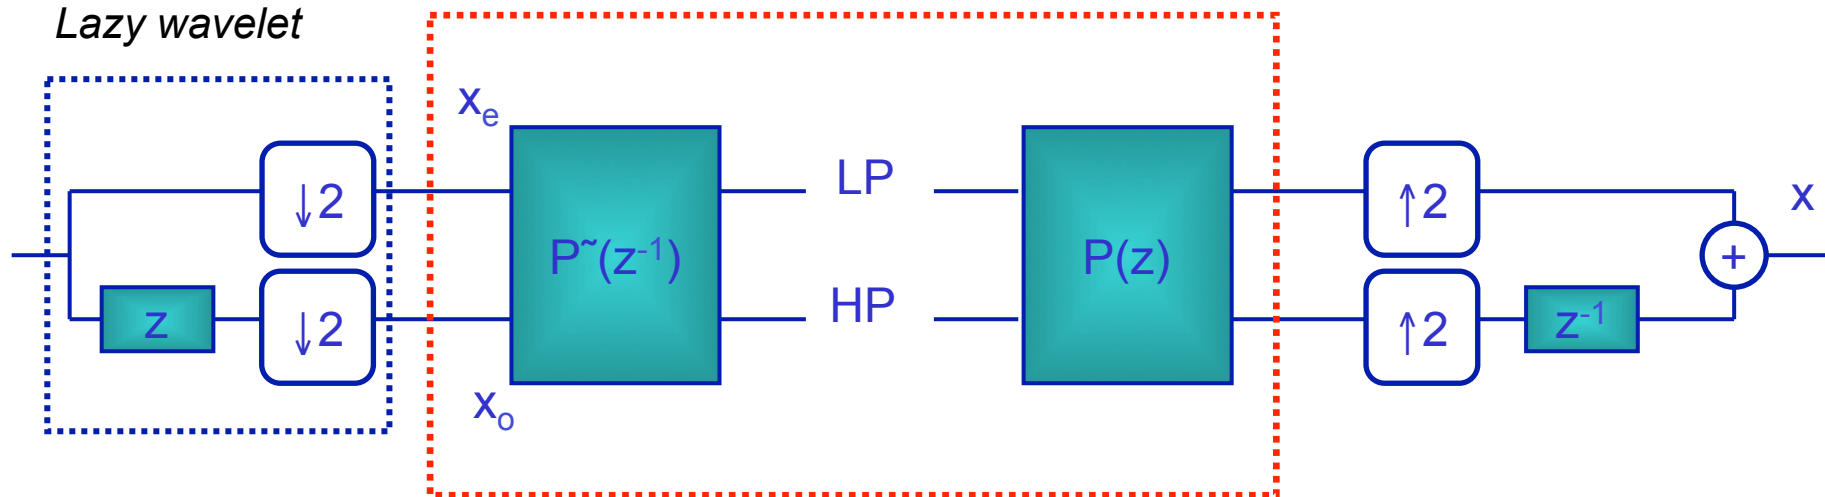 Lazy wavelet
xₑ
↓2
LP
↑2
x
P˜(z⁻¹)
P(z)
+
z
↓2
HP
↑2
z⁻¹
xₒ